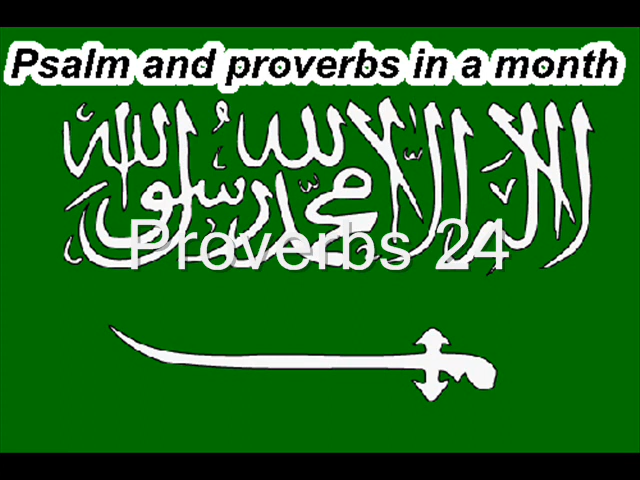 Psalm and proverbs in a month
لا إله إلا الله محمد رسول الله
Proverbs 24